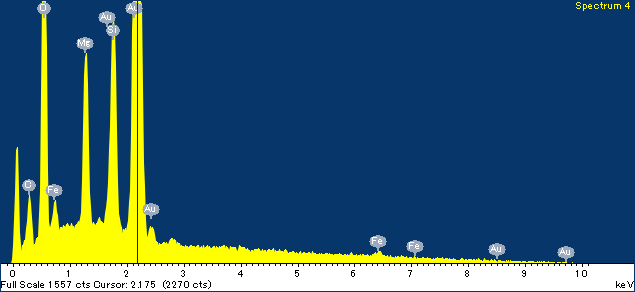 Spectrum 4
O Au Au
Si
Mg
O Fe
Au
Fe Fe Au Au
0 1 2 3 4 5 6 7 8 9 10
Full Scale 1557 cts Cursor: 2.175 (2270 cts) keV